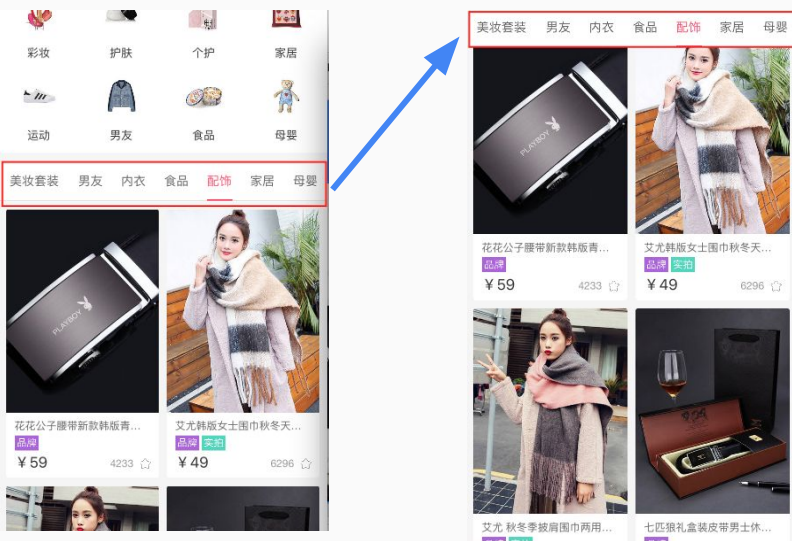 彩妆 护肤 个护 家居
运动 男友 食品 母婴
美妆套装 男友 内衣 食品 配饰 家居 母婴
PLAYBOY
花花公子腰带新款韩版青...
品牌
¥59 4233
艾尤韩版女士围巾秋冬天...
品牌 实拍
¥49 6296
美妆套装 男友 内衣 食品 配饰 家居 母婴
PLAYBOY
花花公子腰带新款韩版青...
品牌
¥59 4233
艾尤韩版女士围巾秋冬天...
品牌 实拍
¥49 6296
艾尤 秋冬季披肩围巾两用...
七匹狼礼盒装皮带男士休...